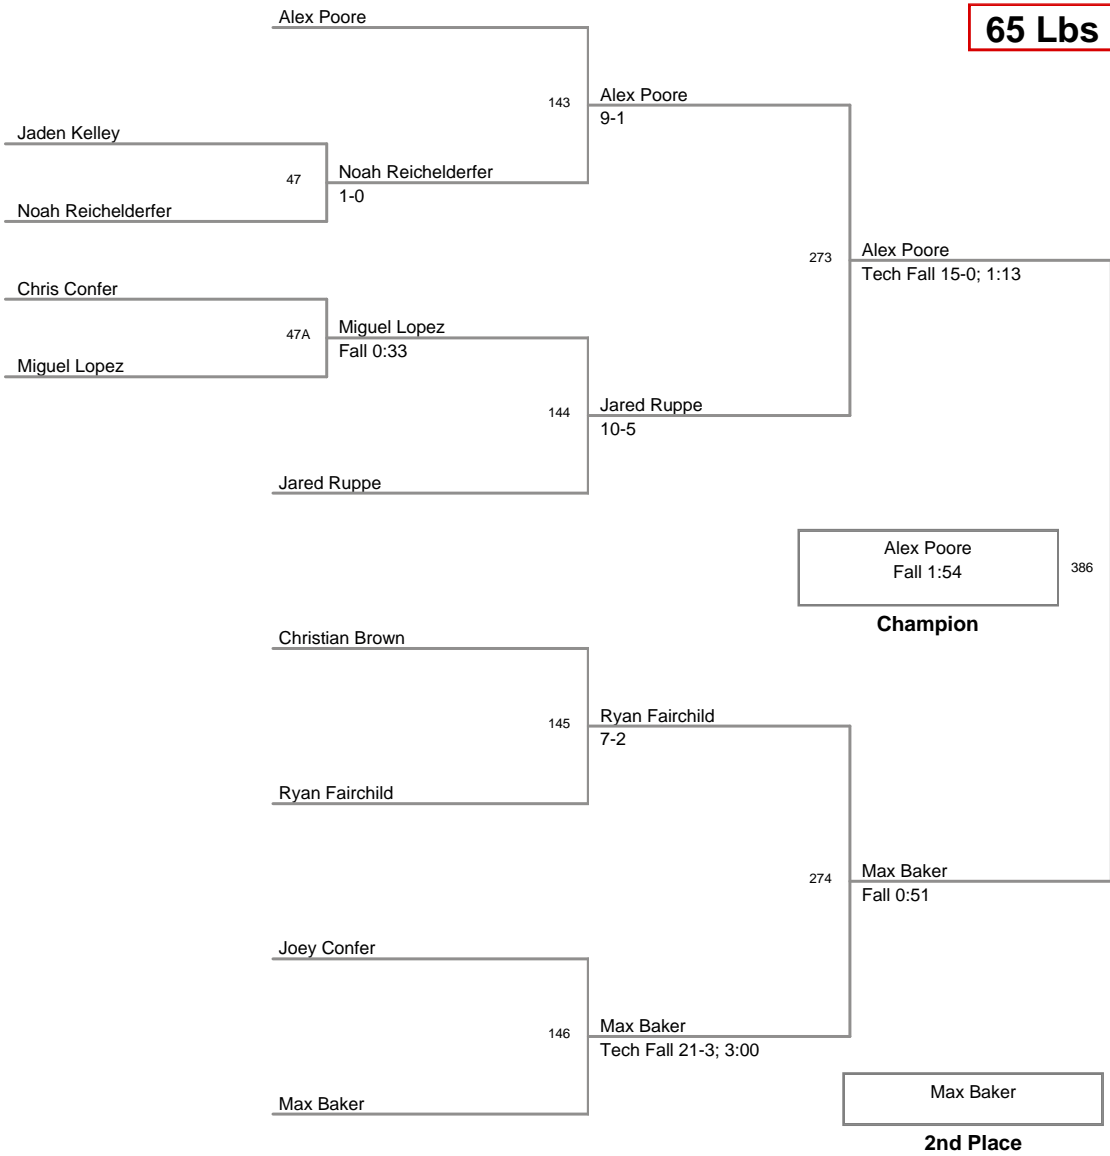 Alex Poore
65 Lbs
143
Alex Poore
9-1
Jaden Kelley
47
Noah Reichelderfer
1-0
Noah Reichelderfer
273
Alex Poore
Tech Fall 15-0; 1:13
Chris Confer
47A
Miguel Lopez
Fall 0:33
Miguel Lopez
144
Jared Ruppe
10-5
Jared Ruppe
Alex Poore
Fall 1:54
386
Champion
Christian Brown
145
Ryan Fairchild
7-2
Ryan Fairchild
274
Max Baker
Fall 0:51
Joey Confer
146
Max Baker
Tech Fall 21-3; 3:00
Max Baker
Max Baker
2nd Place